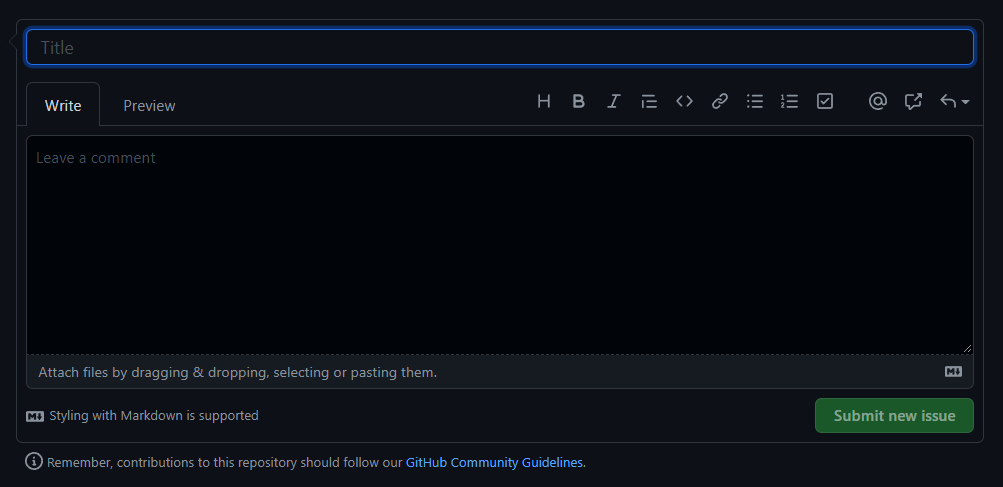 Title
Write Preview H B I @
Leave a comment
Attach files by dragging & dropping, selecting or pasting them.
Styling with Markdown is supported Submit new issue
Remember, contributions to this repository should follow our GitHub Community Guidelines.